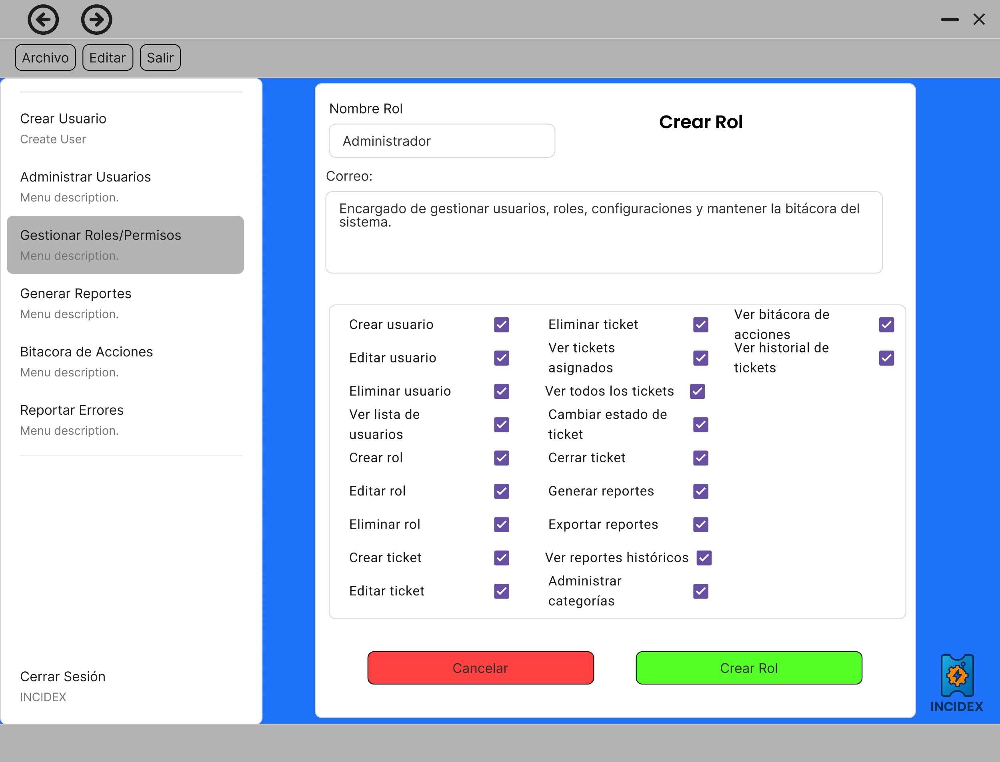 Archivo
Editar
Salir
Crear Usuario
Create User
Administrar Usuarios
Menu description.
Gestionar Roles/Permisos
Menu description.
Generar Reportes
Menu description.
Bitacora de Acciones
Menu description.
Reportar Errores
Menu description.
Cerrar Sesión
INCIDEX
Nombre Rol
Crear Rol
Administrador
Correo:
Encargado de gestionar usuarios, roles, configuraciones y mantener la bitácora del
sistema.
Crear usuario
Editar usuario
Eliminar usuario
Ver lista de
usuarios
Crear rol
Editar rol
Eliminar rol
Crear ticket
Editar ticket
Eliminar ticket
Ver tickets
asignados
Ver todos los tickets
Cambiar estado de
ticket
Cerrar ticket
Generar reportes
Exportar reportes
Ver reportes históricos
Administrar
categorías
Ver bitácora de
acciones
Ver historial de
tickets
Cancelar
Crear Rol
INCIDEX